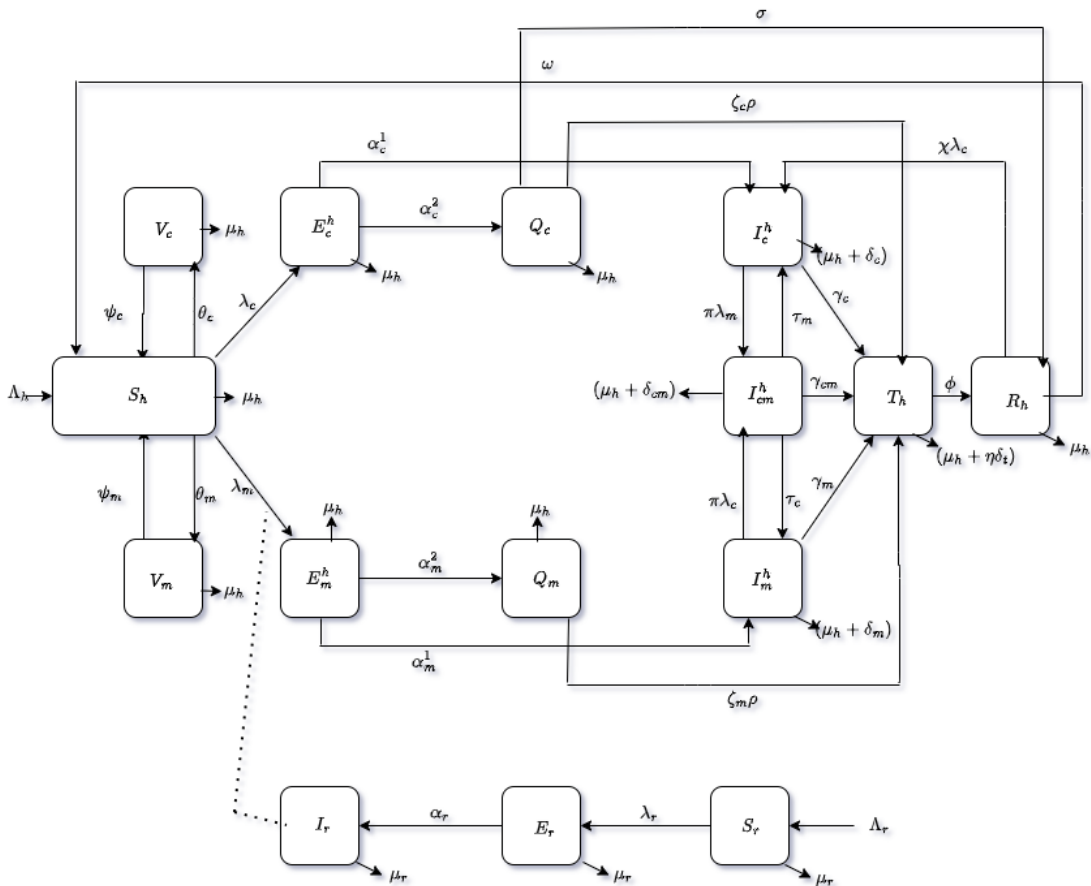 σ
ω
ζ_cρ
α_c^1
χλ_c
V_c
μ_h
E_c^h
α_c^2
Q_c
I_c^h
(μ_h + δ_c)
μ_h
μ_h
ψ_c
θ_c
λ_c
πλ_m
τ_m
γ_c
Λ_h
S_h
μ_h
(μ_h + δ_cm)
I_cm^h
γ_cm
T_h
φ
R_h
μ_h
(μ_h + ηδ_t)
ψ_m
θ_m
λ_m
πλ_c
τ_c
γ_m
μ_h
μ_h
V_m
μ_h
E_m^h
α_m^2
Q_m
I_m^h
(μ_h + δ_m)
α_m^1
ζ_mρ
I_r
α_r
E_r
λ_r
S_r
Λ_r
μ_r
μ_r
μ_r